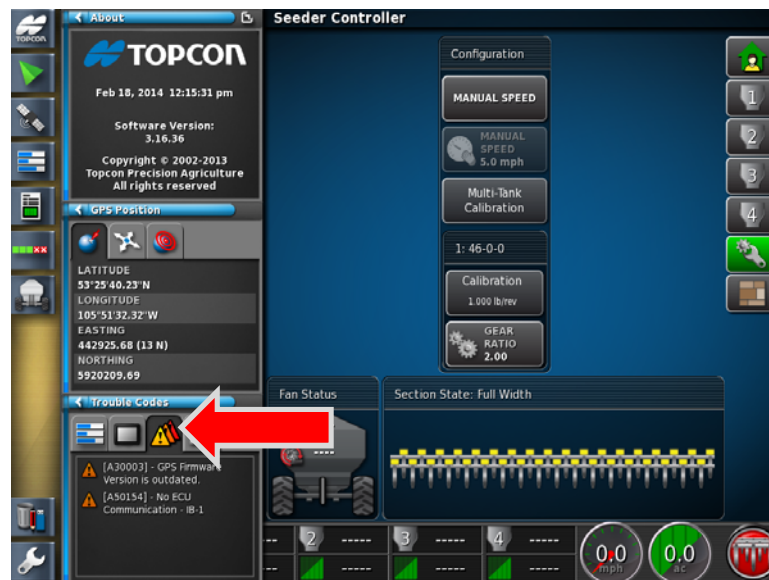 About
Seeder Controller
TOPCON
TOPCON
Feb 18, 2014 12:15:31 pm
Software Version:
3.16.36
Copyright © 2002-2013
Topcon Precision Agriculture
All rights reserved
GPS Position
LATITUDE
53°25'40.23"N
LONGITUDE
105°51'32.32"W
EASTING
442925.68 (13 N)
NORTHING
5920209.69
Trouble Codes
[A30003] - GPS Firmware
Version is outdated.
[A50154] - No ECU
Communication - IB-1
Configuration
MANUAL SPEED
MANUAL
SPEED
5.0 mph
Multi-Tank
Calibration
1: 46-0-0
Calibration
1.000 lb/rev
GEAR
RATIO
2.00
Fan Status
----
Section State: Full Width
1
2
3
4
-- 2 ----- 3 ----- 4 -----
-- ----- ----- -----
0.0
mph
0.0
ac